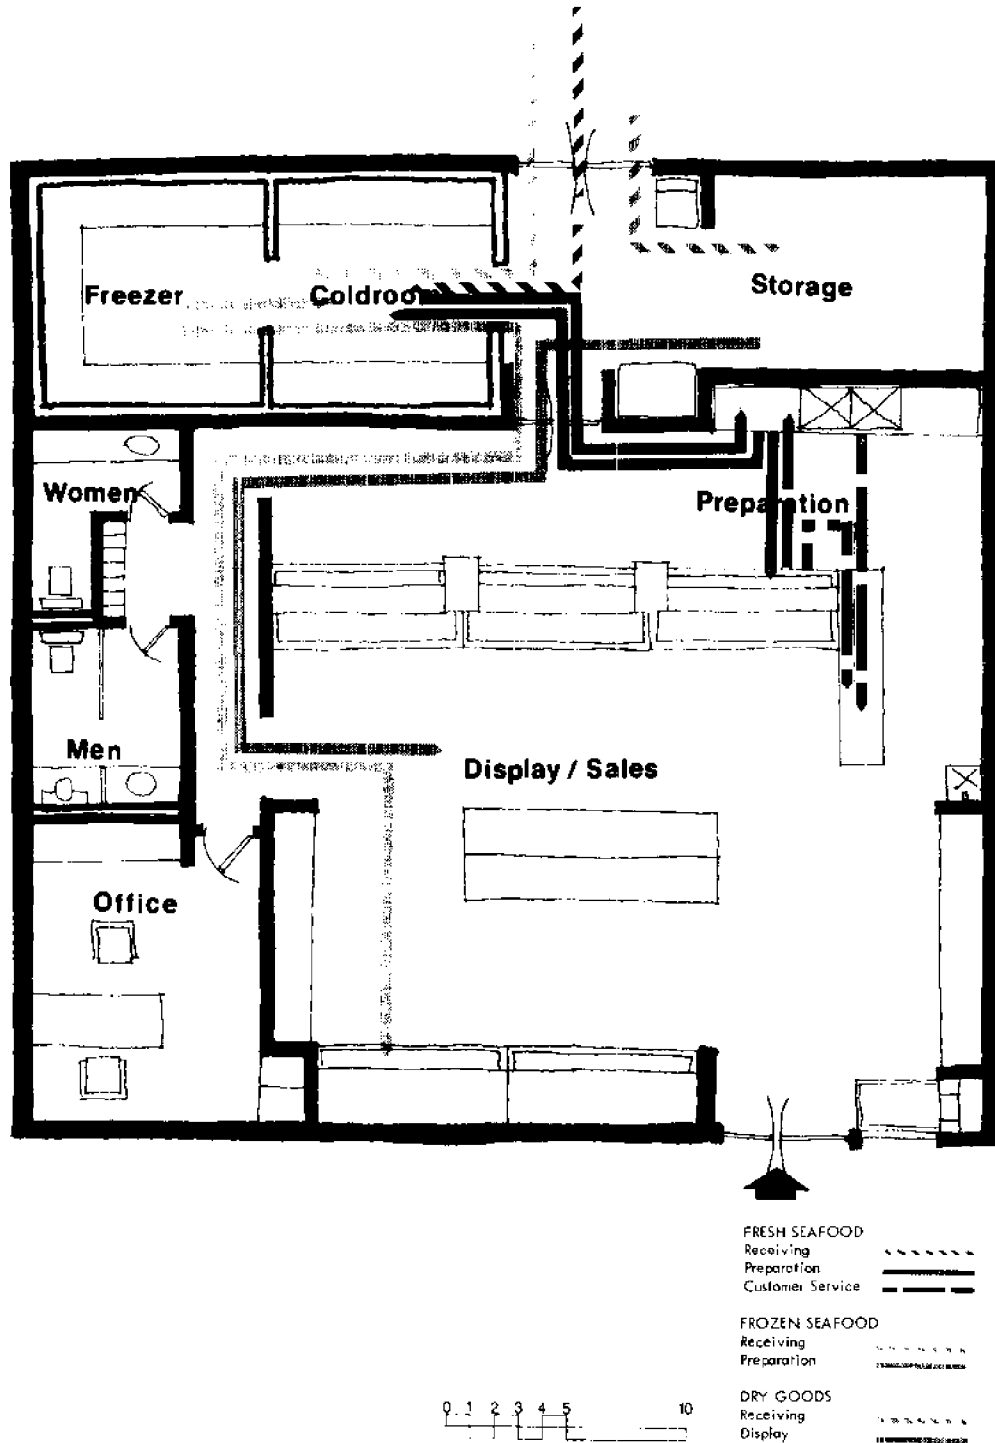 Freezer
Coldroom
Storage
Women
Preparation
Men
Display / Sales
Office
FRESH SEAFOOD
Receiving
Preparation
Customer Service
FROZEN SEAFOOD
Receiving
Preparation
DRY GOODS
Receiving
Display
0 1 2 3 4 5 10